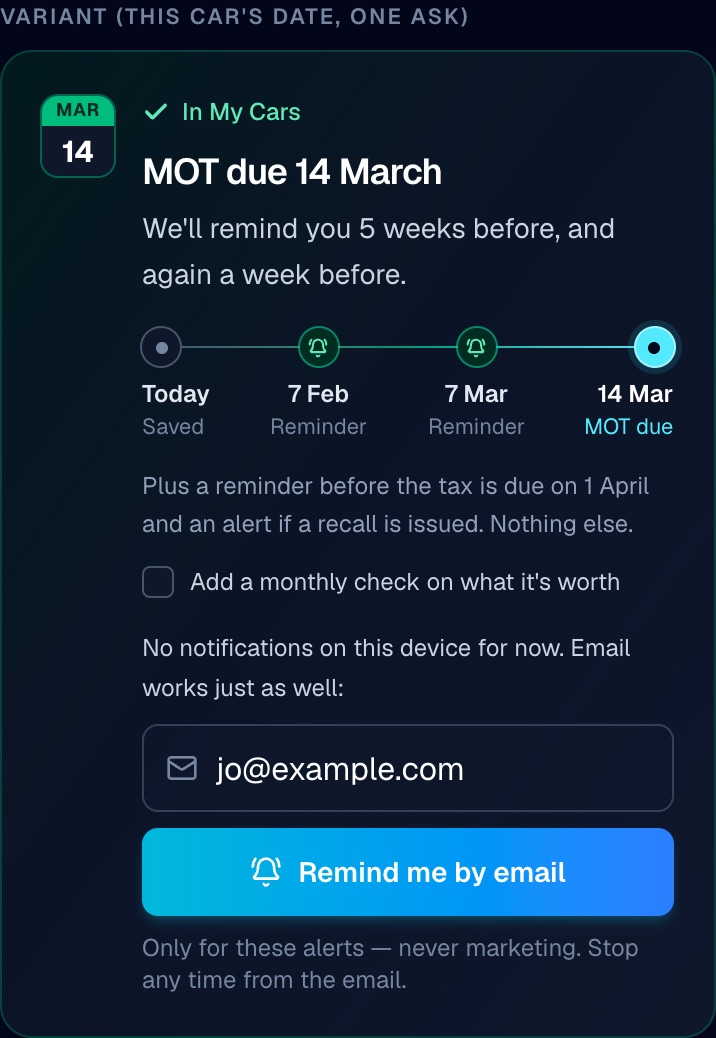 VARIANT (THIS CAR'S DATE, ONE ASK)
MAR
14
In My Cars
MOT due 14 March
We'll remind you 5 weeks before, and
again a week before.
Today
7 Feb
7 Mar
14 Mar
Saved
Reminder
Reminder
MOT due
Plus a reminder before the tax is due on 1 April
and an alert if a recall is issued. Nothing else.
Add a monthly check on what it's worth
No notifications on this device for now. Email
works just as well:
jo@example.com
Remind me by email
Only for these alerts — never marketing. Stop
any time from the email.